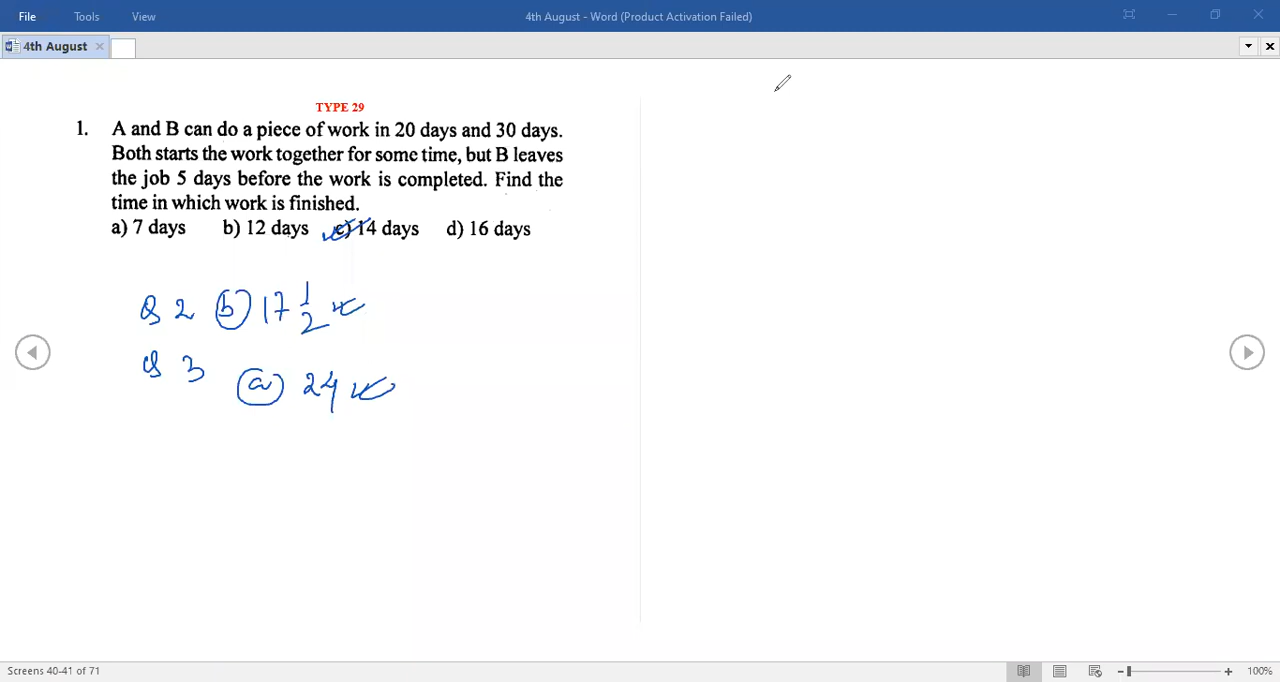 File Tools View 4th August - Word (Product Activation Failed)
4th August
TYPE 29
1. A and B can do a piece of work in 20 days and 30 days.
Both starts the work together for some time, but B leaves
the job 5 days before the work is completed. Find the
time in which work is finished.
a) 7 days b) 12 days c) 14 days d) 16 days
Q 2 (b) 17 1/2
Q 3 (a) 24
Screens 40-41 of 71 100%